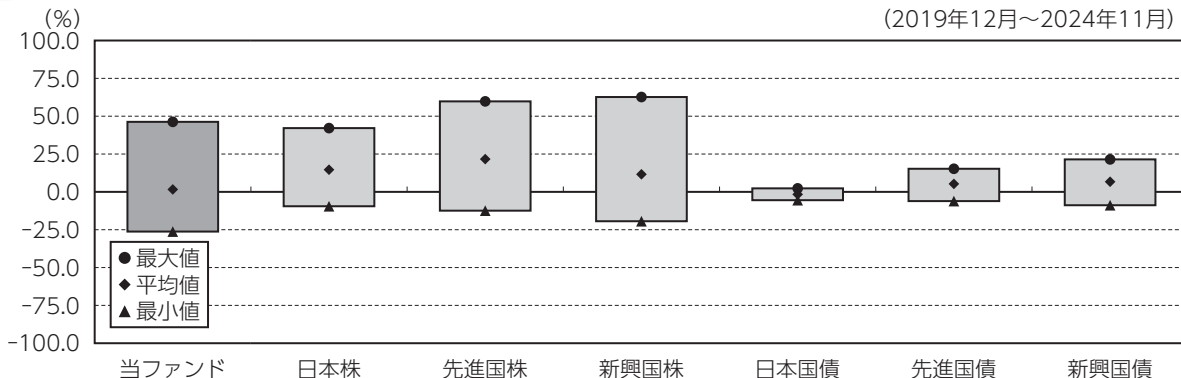 (%)
(2019年12月～2024年11月)
100.0
75.0
50.0
25.0
0.0
-25.0
-50.0
-75.0
-100.0
● 最大値
◆ 平均値
▲ 最小値
当ファンド 日本株 先進国株 新興国株 日本国債 先進国債 新興国債